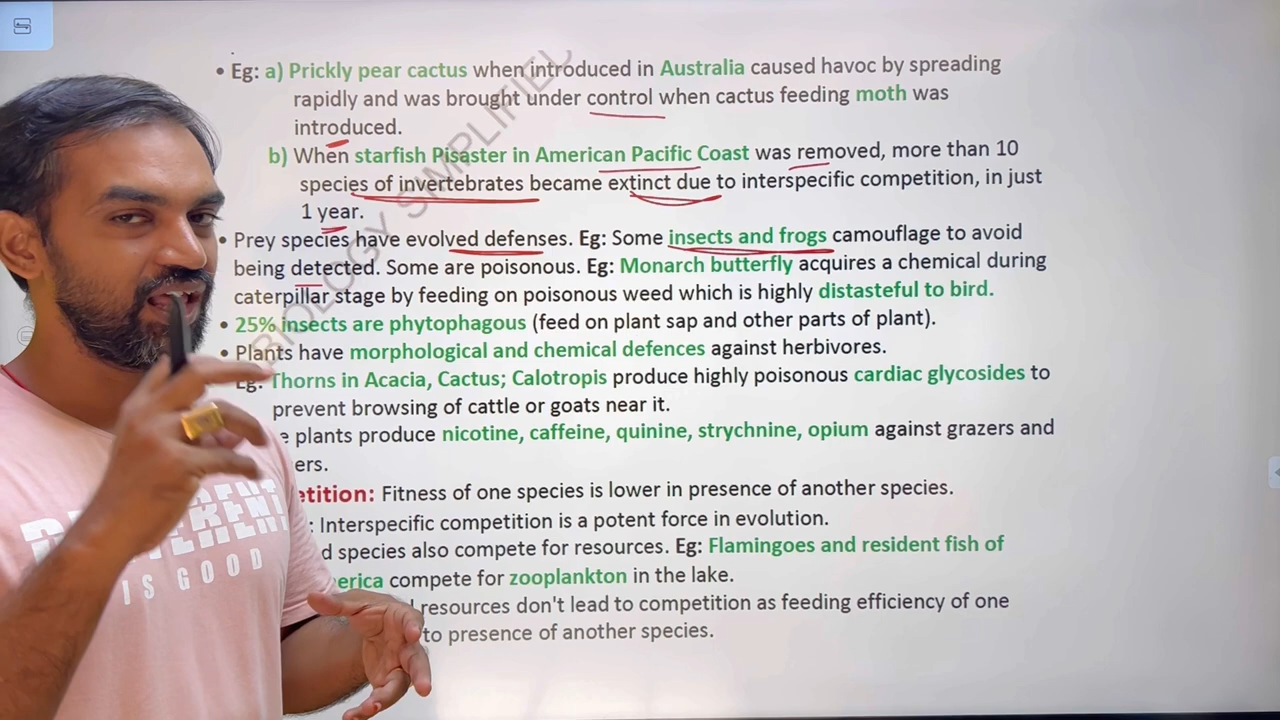 • Eg: a) Prickly pear cactus when introduced in Australia caused havoc by spreading
rapidly and was brought under control when cactus feeding moth was
introduced.
b) When starfish Pisaster in American Pacific Coast was removed, more than 10
species of invertebrates became extinct due to interspecific competition, in just
1 year.
• Prey species have evolved defenses. Eg: Some insects and frogs camouflage to avoid
being detected. Some are poisonous. Eg: Monarch butterfly acquires a chemical during
caterpillar stage by feeding on poisonous weed which is highly distasteful to bird.
• 25% insects are phytophagous (feed on plant sap and other parts of plant).
• Plants have morphological and chemical defences against herbivores.
Eg: Thorns in Acacia, Cactus; Calotropis produce highly poisonous cardiac glycosides to
prevent browsing of cattle or goats near it.
e plants produce nicotine, caffeine, quinine, strychnine, opium against grazers and
ers.
etition: Fitness of one species is lower in presence of another species.
: Interspecific competition is a potent force in evolution.
d species also compete for resources. Eg: Flamingoes and resident fish of
erica compete for zooplankton in the lake.
resources don't lead to competition as feeding efficiency of one
to presence of another species.
BIOLOGY SIMPLIFIED
IS GOOD